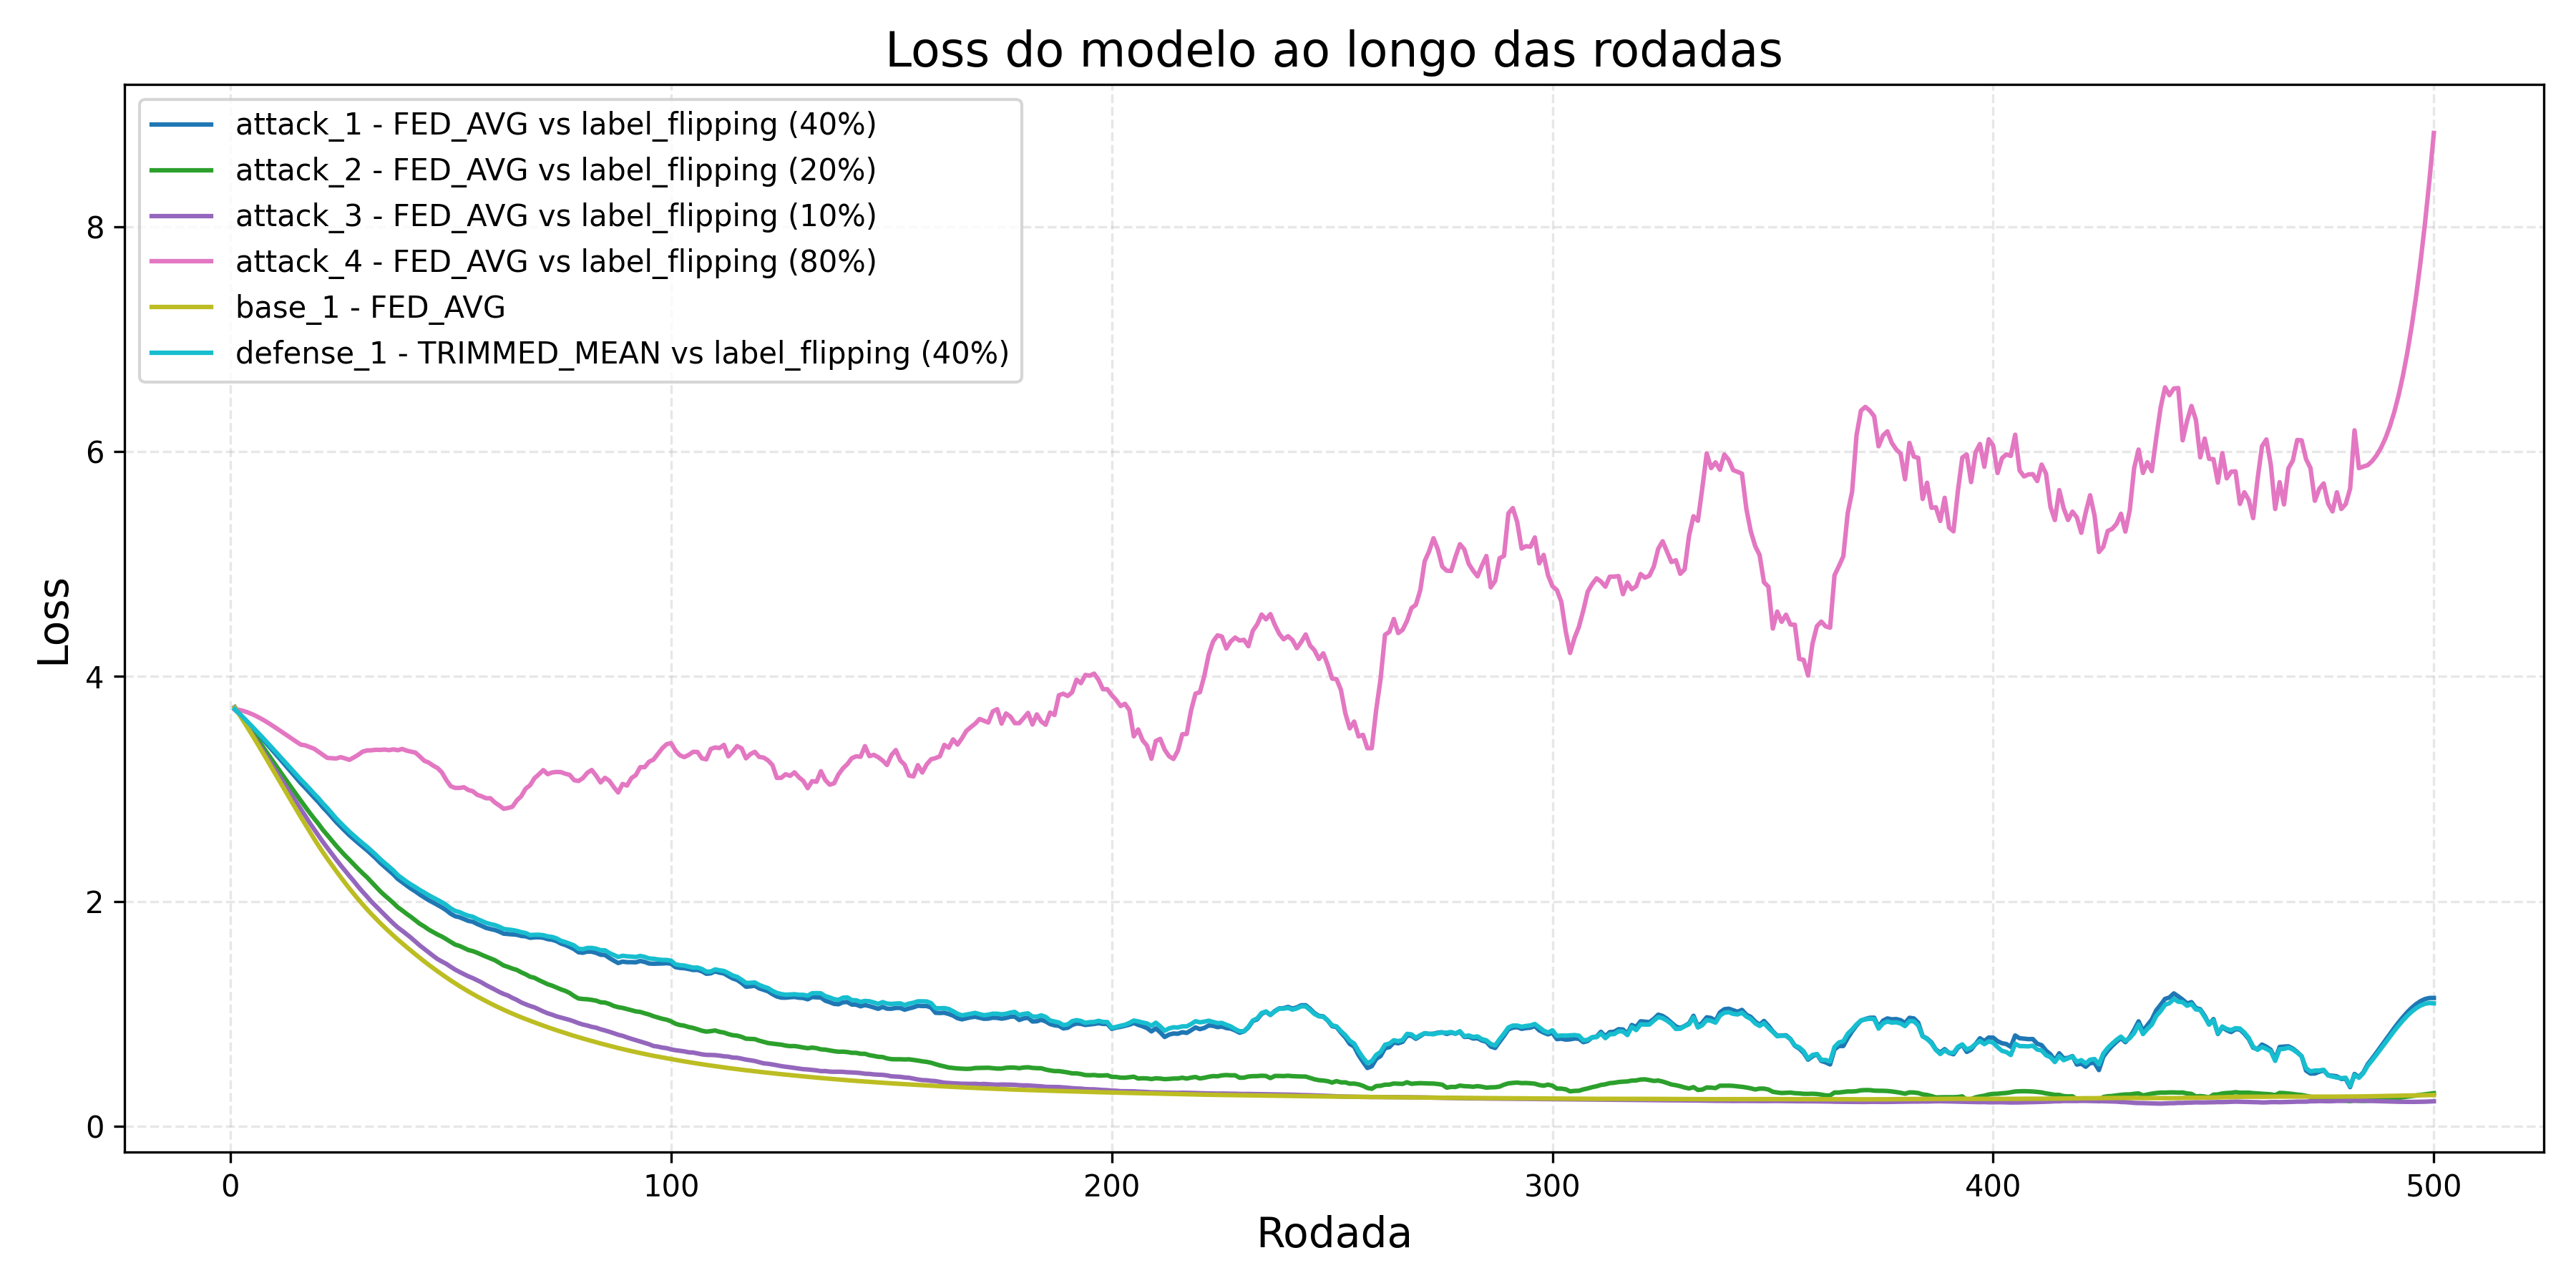 Loss do modelo ao longo das rodadas
attack_1 - FED_AVG vs label_flipping (40%)
attack_2 - FED_AVG vs label_flipping (20%)
attack_3 - FED_AVG vs label_flipping (10%)
attack_4 - FED_AVG vs label_flipping (80%)
base_1 - FED_AVG
defense_1 - TRIMMED_MEAN vs label_flipping (40%)
8
6
4
2
0
Loss
0 100 200 300 400 500
Rodada